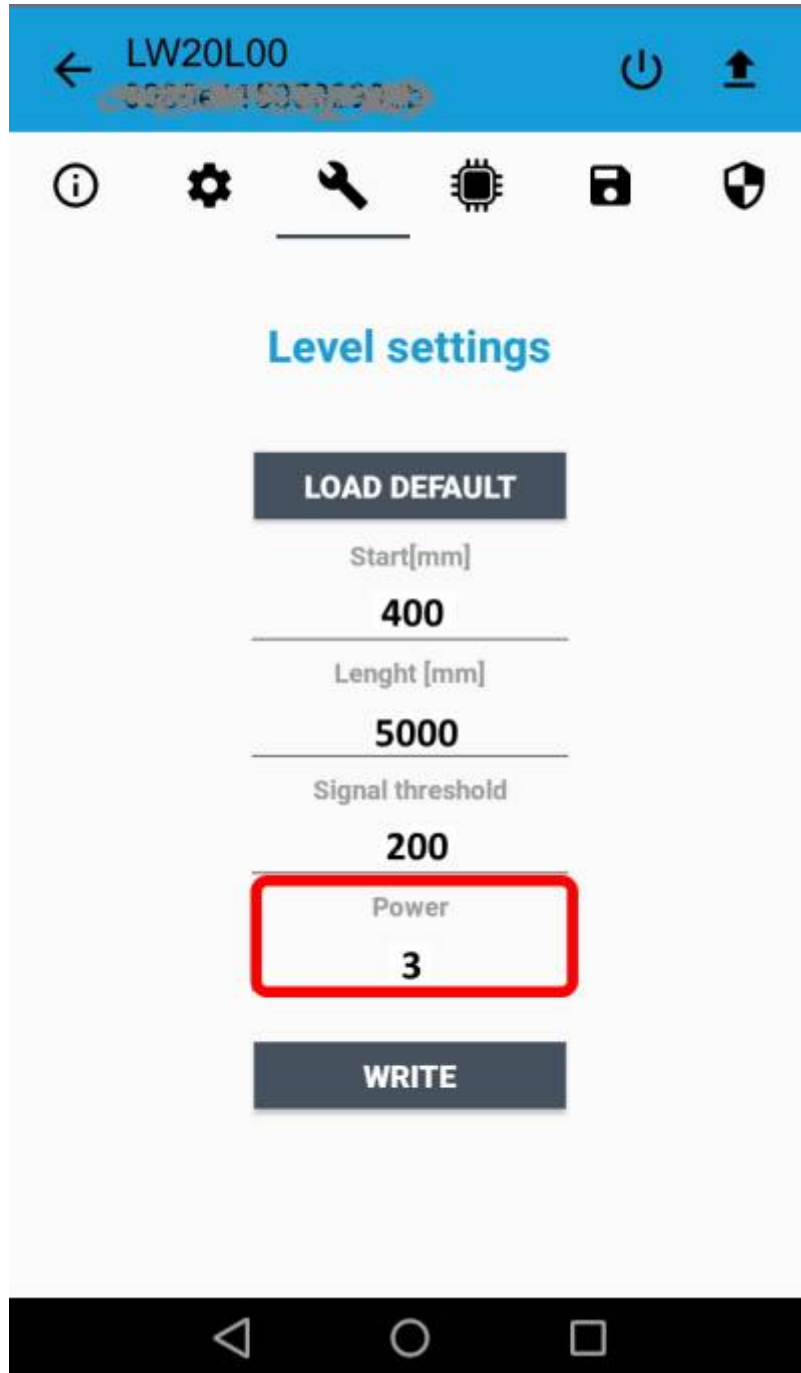 LW20L00
Level settings
LOAD DEFAULT
Start[mm]
400
Lenght [mm]
5000
Signal threshold
200
Power
3
WRITE